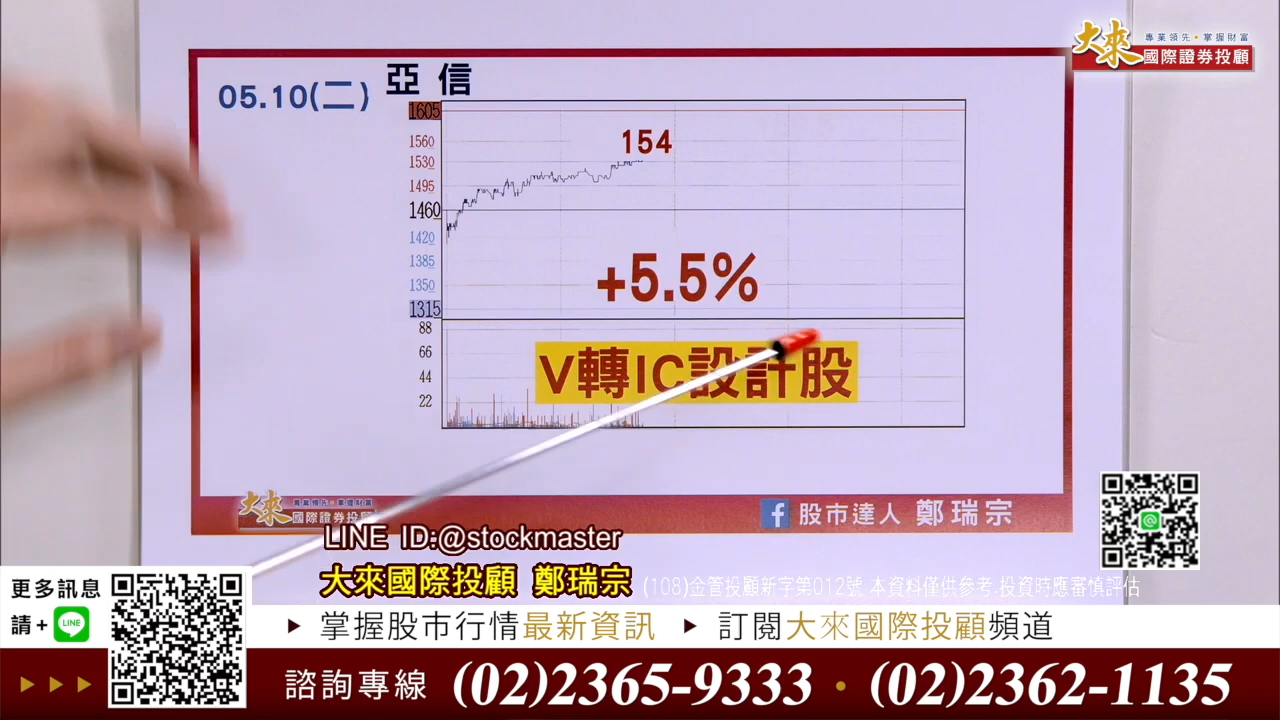 大來
專業領先•掌握財富
國際證券投顧
05.10(二)
亞信
1605
1560
1530
1495
1460
1420
1385
1350
1315
88
66
44
22
154
+5.5%
V轉IC設計股
大來
專業領先•掌握財富
國際證券投顧
f 股市達人 鄭瑞宗
LINE ID:@stockmaster
大來國際投顧 鄭瑞宗
(108)金管投顧新字第012號.本資料僅供參考.投資時應審慎評估
更多訊息
請+ LINE
▶ 掌握股市行情最新資訊 ▶ 訂閱大來國際投顧頻道
諮詢專線 (02)2365-9333 • (02)2362-1135